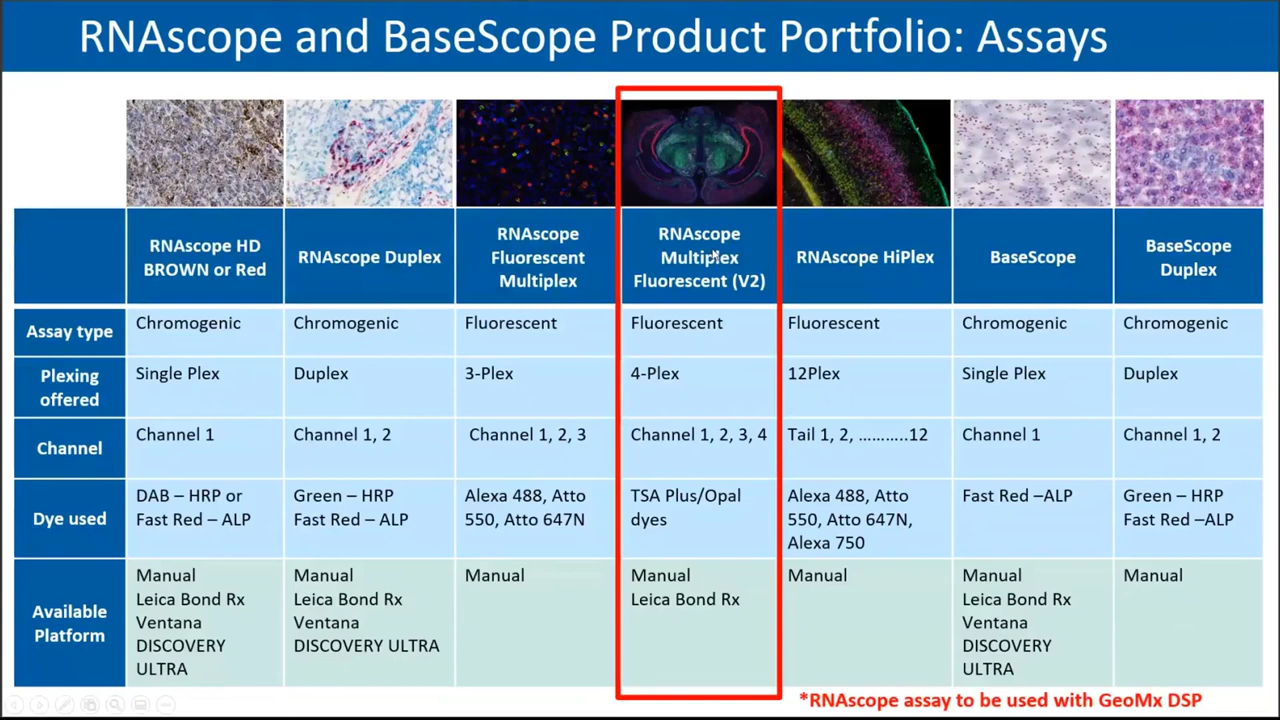 RNAscope and BaseScope Product Portfolio: Assays
RNAscope HD
BROWN or Red
RNAscope Duplex
RNAscope
Fluorescent
Multiplex
RNAscope
Multiplex
Fluorescent (V2)
RNAscope HiPlex
BaseScope
BaseScope
Duplex
Assay type
Chromogenic
Chromogenic
Fluorescent
Fluorescent
Fluorescent
Chromogenic
Chromogenic
Plexing
offered
Single Plex
Duplex
3-Plex
4-Plex
12Plex
Single Plex
Duplex
Channel
Channel 1
Channel 1, 2
Channel 1, 2, 3
Channel 1, 2, 3, 4
Tail 1, 2, ………..12
Channel 1
Channel 1, 2
Dye used
DAB – HRP or
Fast Red – ALP
Green – HRP
Fast Red – ALP
Alexa 488, Atto
550, Atto 647N
TSA Plus/Opal
dyes
Alexa 488, Atto
550, Atto 647N,
Alexa 750
Fast Red –ALP
Green – HRP
Fast Red –ALP
Available
Platform
Manual
Leica Bond Rx
Ventana
DISCOVERY
ULTRA
Manual
Leica Bond Rx
Ventana
DISCOVERY ULTRA
Manual
Manual
Leica Bond Rx
Manual
Manual
Leica Bond Rx
Ventana
DISCOVERY
ULTRA
Manual
*RNAscope assay to be used with GeoMx DSP